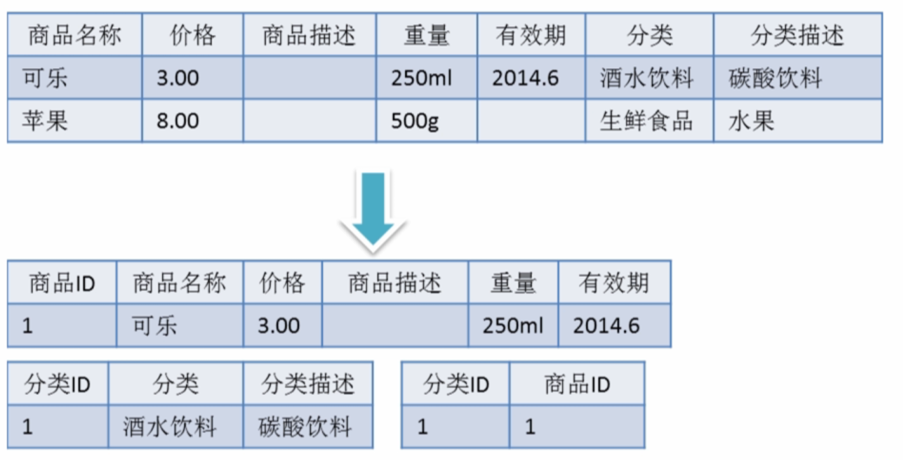 商品名称 价格 商品描述 重量 有效期 分类 分类描述
可乐 3.00 250ml 2014.6 酒水饮料 碳酸饮料
苹果 8.00 500g 生鲜食品 水果
商品ID 商品名称 价格 商品描述 重量 有效期
1 可乐 3.00 250ml 2014.6
分类ID 分类 分类描述 分类ID 商品ID
1 酒水饮料 碳酸饮料 1 1